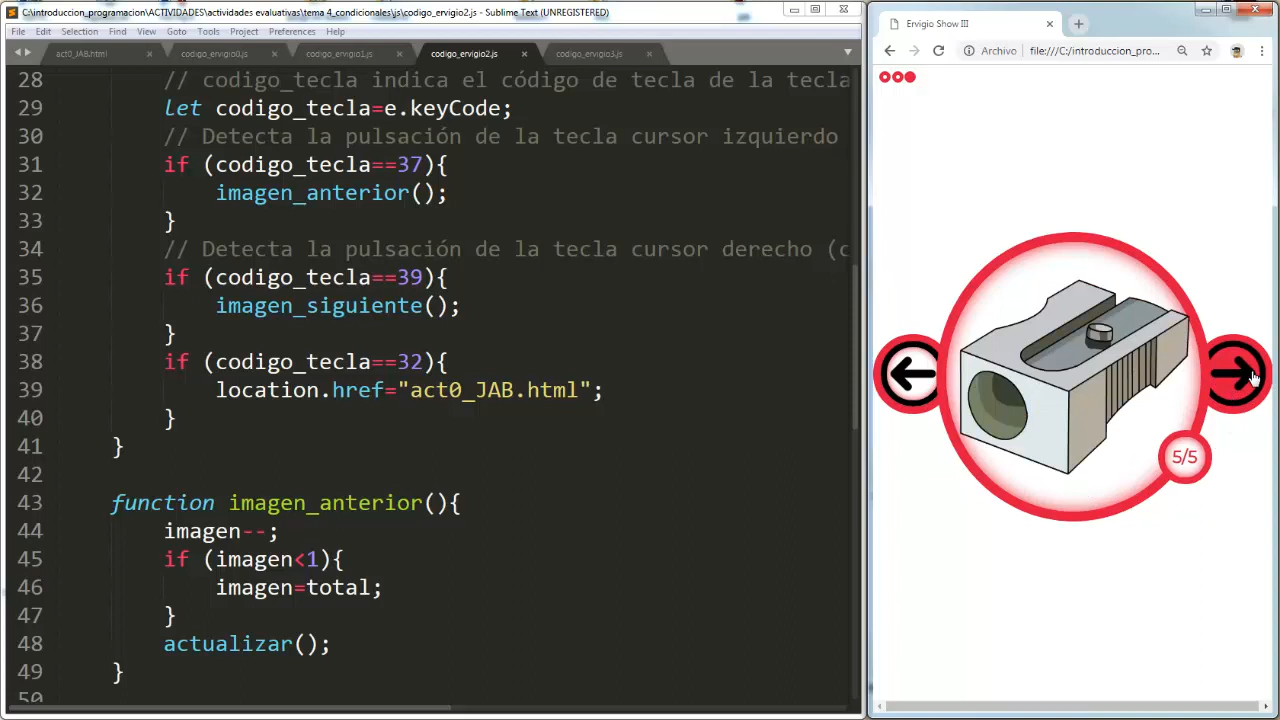 C:\introduccion_programacion\ACTIVIDADES\actividades evaluativas\tema 4_condicionales\js\codigo_ervigio2.js - Sublime Text (UNREGISTERED)
File Edit Selection Find View Goto Tools Project Preferences Help
act0_JAB.html codigo_ervigio0.js codigo_ervigio1.js codigo_ervigio2.js codigo_ervigio3.js
28 // codigo_tecla indica el código de tecla de la tecla
29 let codigo_tecla=e.keyCode;
30 // Detecta la pulsación de la tecla cursor izquierdo
31 if (codigo_tecla==37){
32 imagen_anterior();
33 }
34 // Detecta la pulsación de la tecla cursor derecho (c
35 if (codigo_tecla==39){
36 imagen_siguiente();
37 }
38 if (codigo_tecla==32){
39 location.href="act0_JAB.html";
40 }
41 }
42
43 function imagen_anterior(){
44 imagen--;
45 if (imagen<1){
46 imagen=total;
47 }
48 actualizar();
49 }
50
Ervigio Show III
Archivo file:///C:/introduccion_pro...
5/5